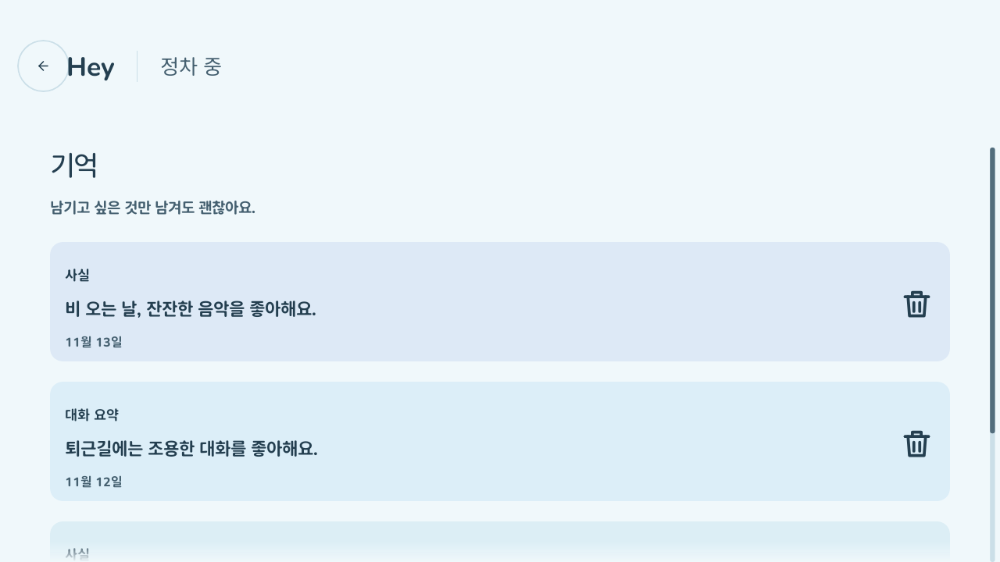 Hey
정차 중
기억
남기고 싶은 것만 남겨도 괜찮아요.
사실
비 오는 날, 잔잔한 음악을 좋아해요.
11월 13일
대화 요약
퇴근길에는 조용한 대화를 좋아해요.
11월 12일
사실